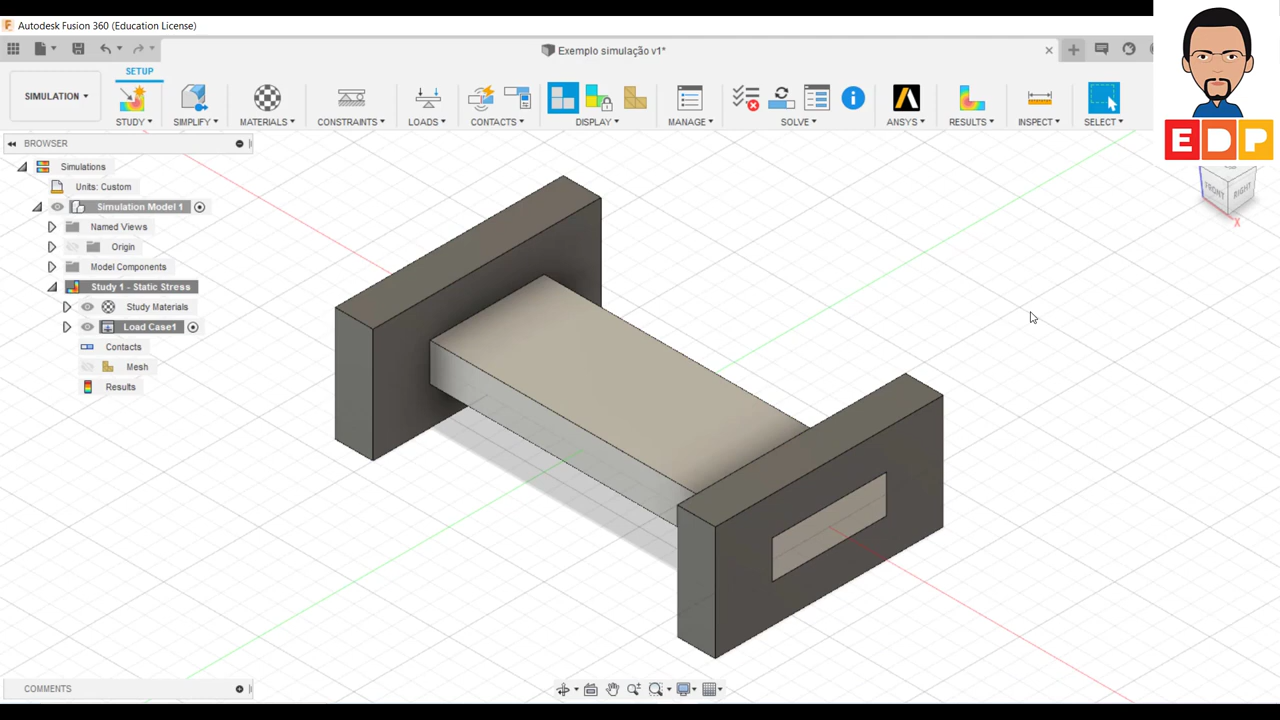 Autodesk Fusion 360 (Education License)
Exemplo simulação v1*
SETUP
SIMULATION
STUDY
SIMPLIFY
MATERIALS
CONSTRAINTS
LOADS
CONTACTS
DISPLAY
MANAGE
SOLVE
ANSYS
RESULTS
INSPECT
SELECT
EDP
BROWSER
Simulations
Units: Custom
Simulation Model 1
Named Views
Origin
Model Components
Study 1 - Static Stress
Study Materials
Load Case1
Contacts
Mesh
Results
FRONT
RIGHT
X
COMMENTS